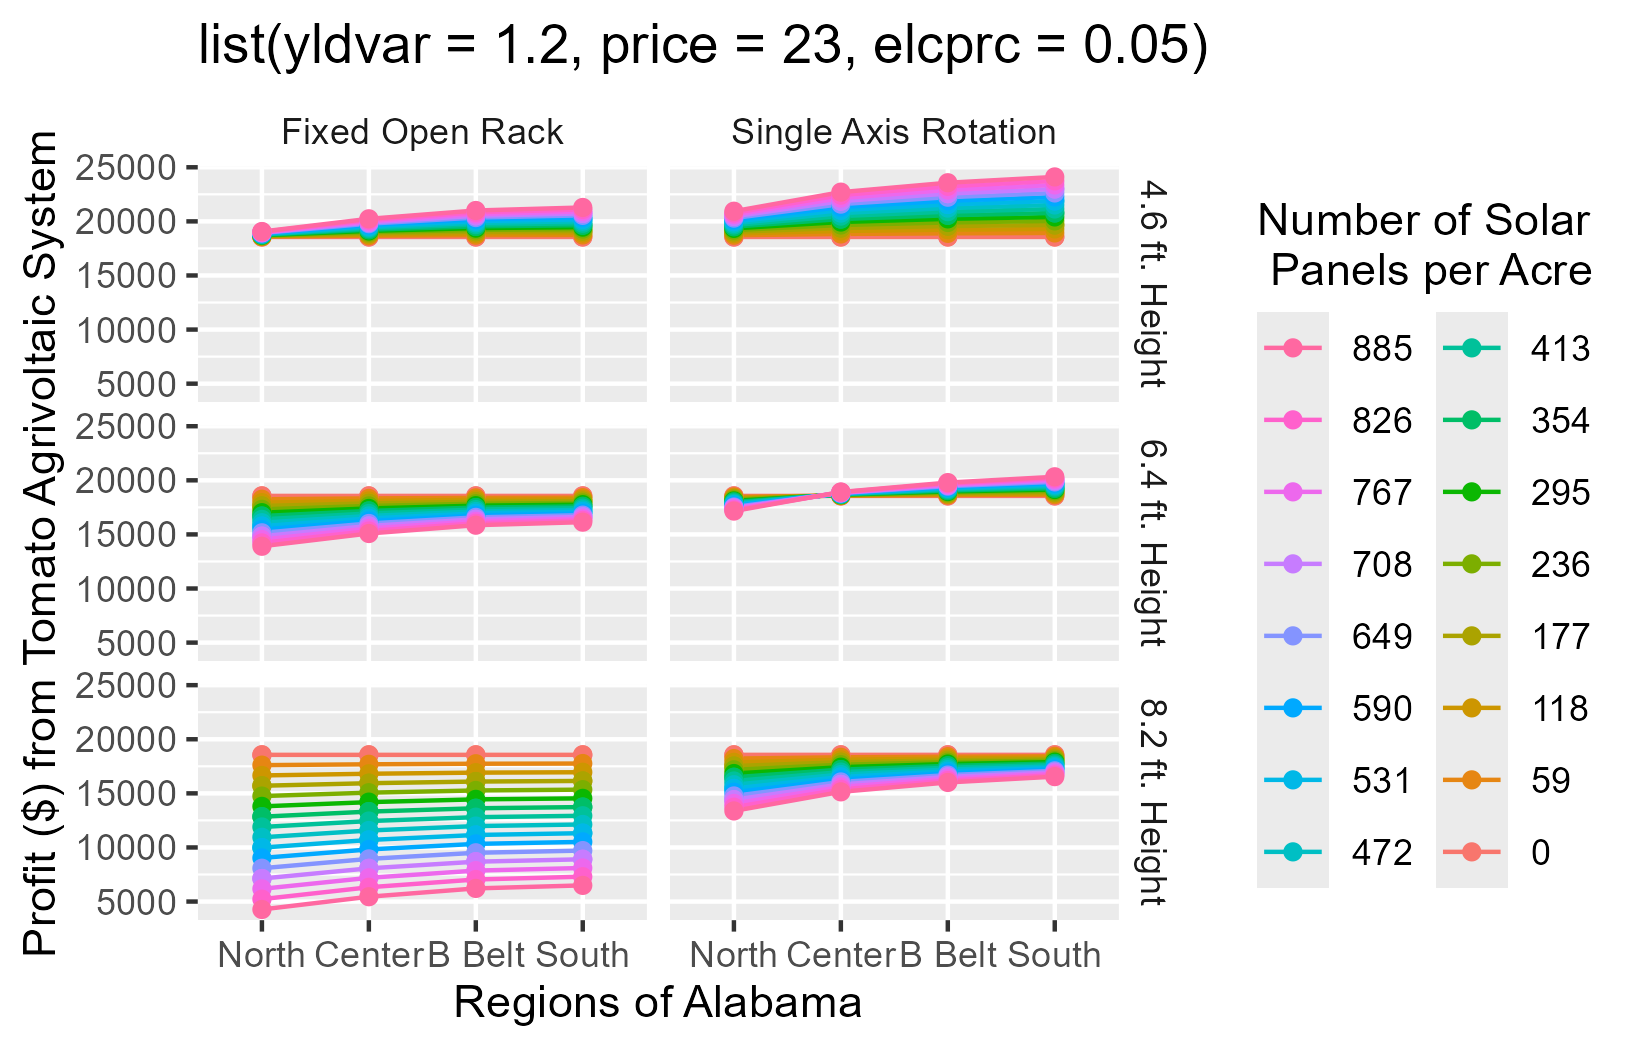 list(yldvar = 1.2, price = 23, elcprc = 0.05)
Fixed Open Rack
Single Axis Rotation
Profit ($) from Tomato Agrivoltaic System
25000
20000
15000
10000
5000
4.6 ft. Height
25000
20000
15000
10000
5000
6.4 ft. Height
25000
20000
15000
10000
5000
8.2 ft. Height
North Center B Belt South
North Center B Belt South
Regions of Alabama
Number of Solar
Panels per Acre
885
826
767
708
649
590
531
472
413
354
295
236
177
118
59
0